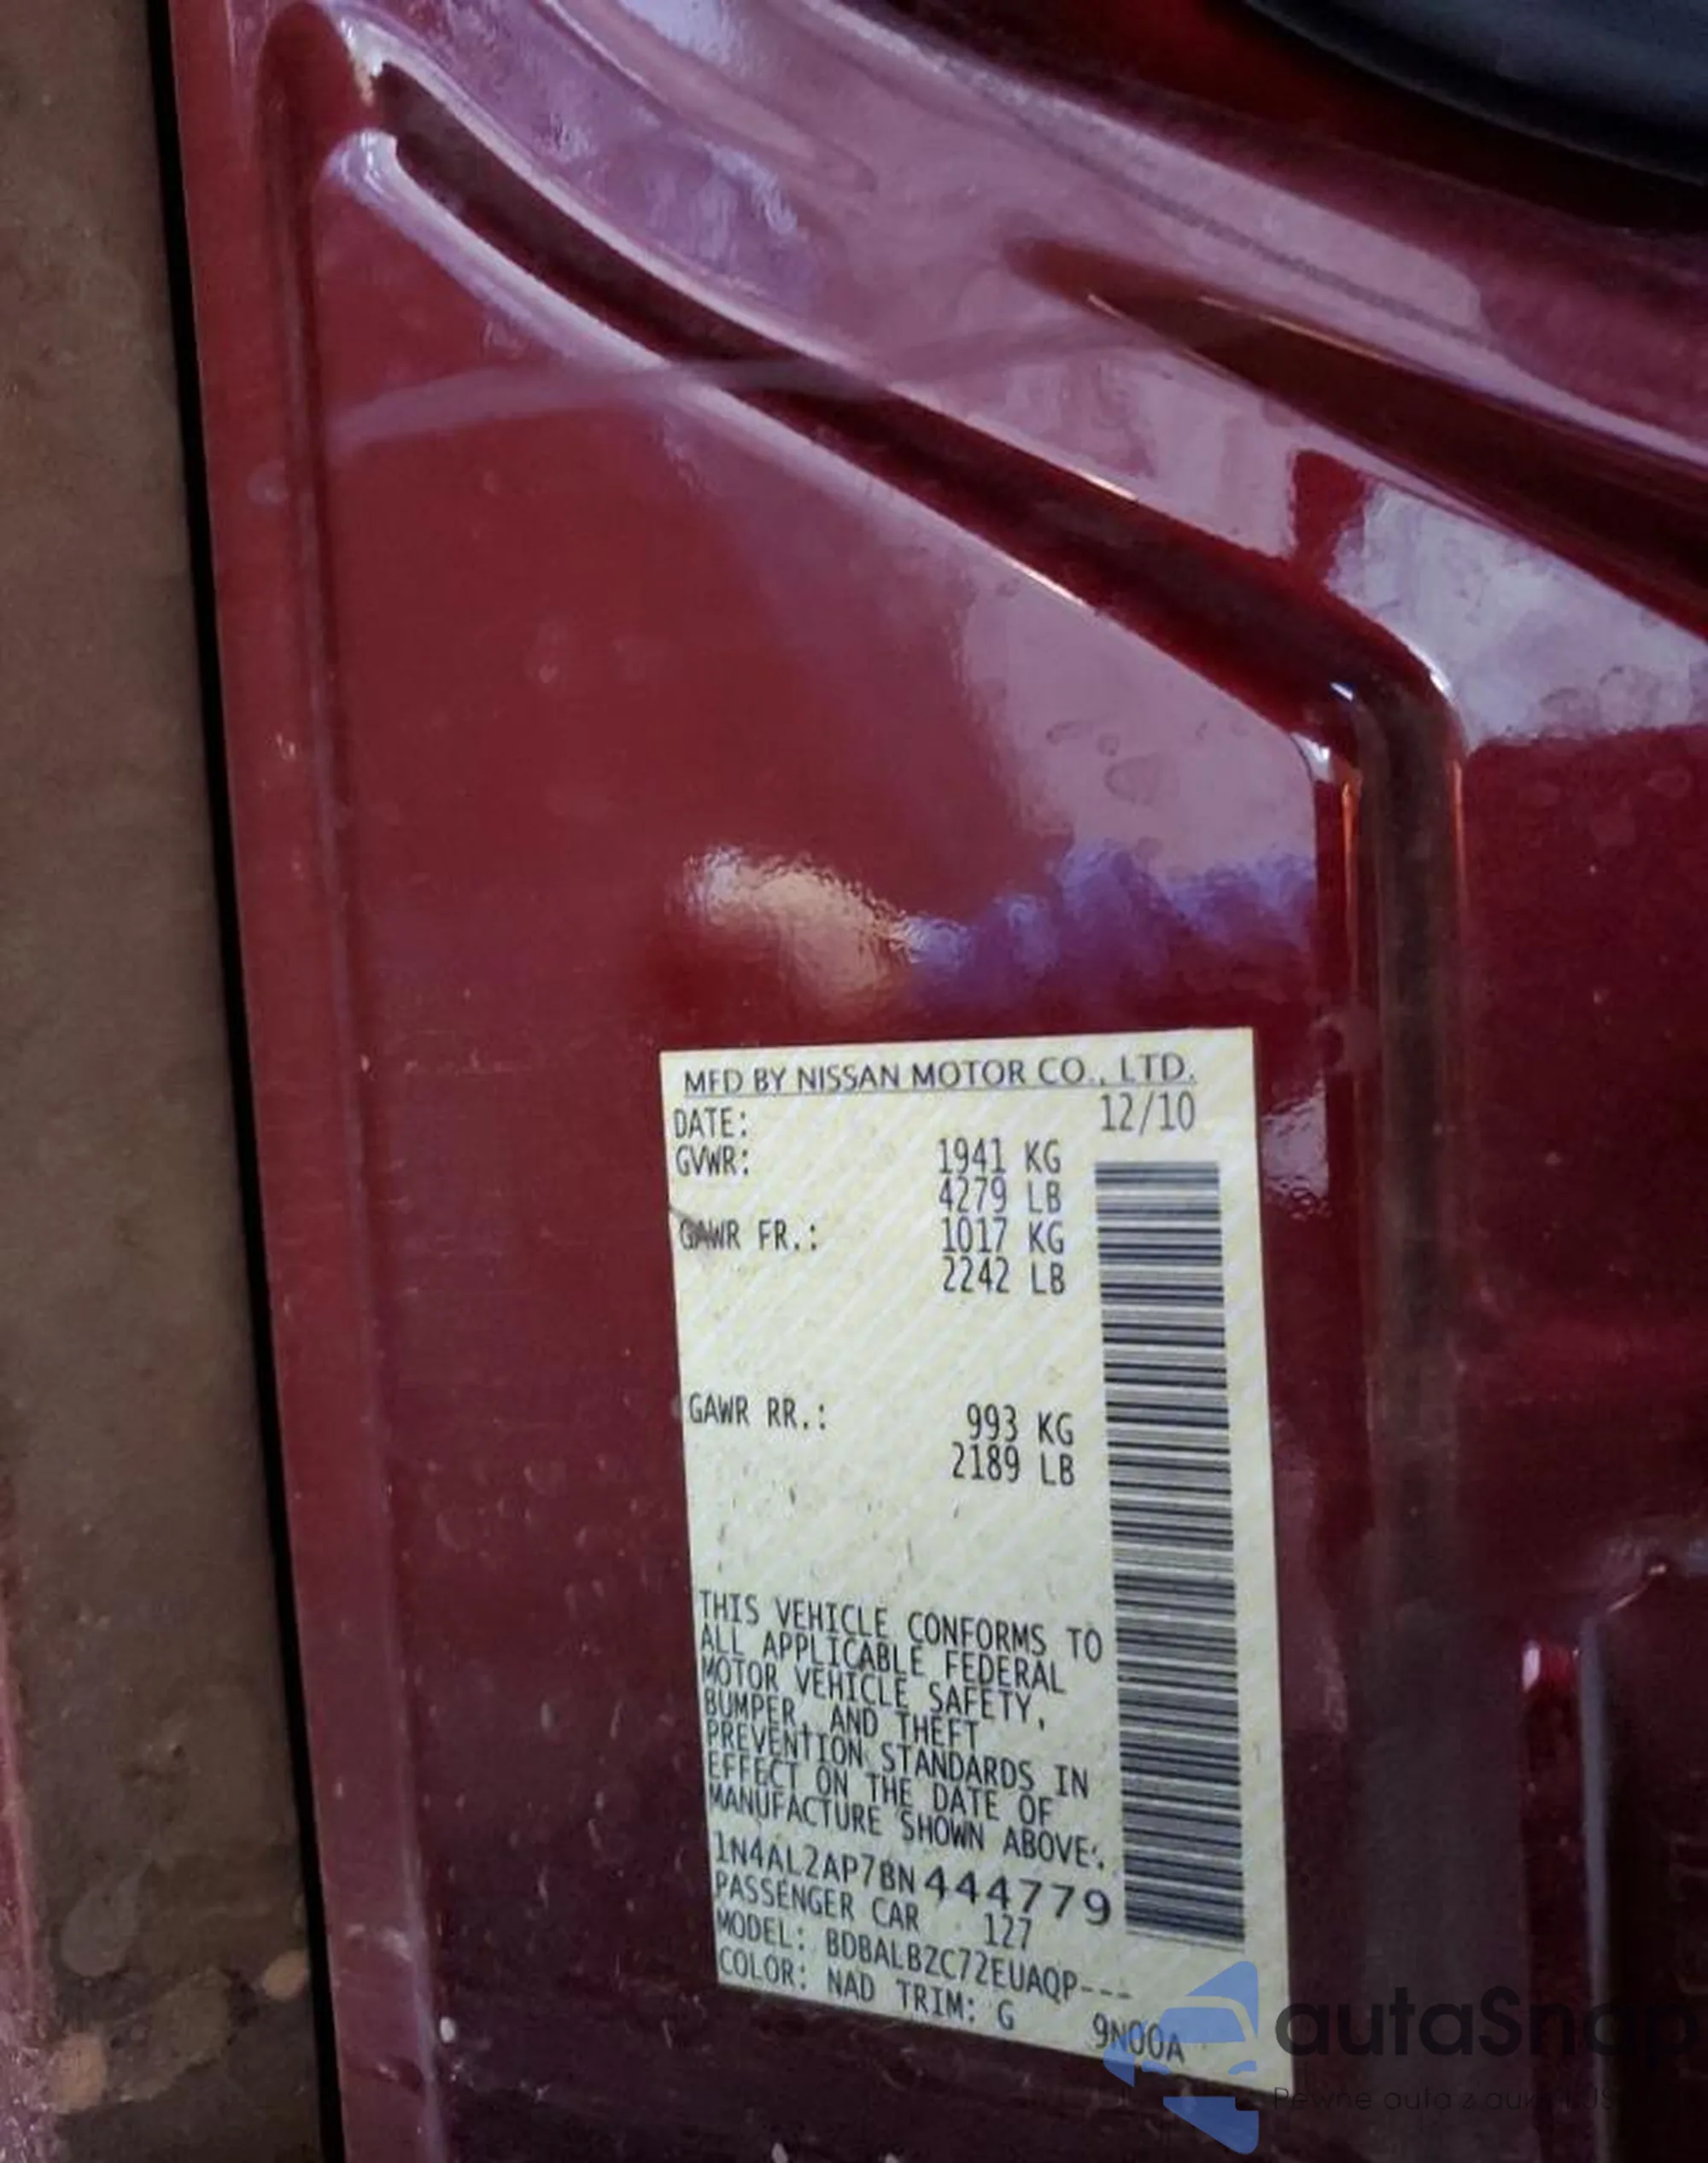 MFD BY NISSAN MOTOR CO., LTD.
DATE: 12/10
GVWR: 1941 KG
4279 LB
GAWR FR.: 1017 KG
2242 LB
GAWR RR.: 993 KG
2189 LB
THIS VEHICLE CONFORMS TO
ALL APPLICABLE FEDERAL
MOTOR VEHICLE SAFETY,
BUMPER, AND THEFT
PREVENTION STANDARDS IN
EFFECT ON THE DATE OF
MANUFACTURE SHOWN ABOVE.
1N4AL2AP7BN444779
PASSENGER CAR 127
MODEL: BDBALBZC72EUAQP---
COLOR: NAD TRIM: G 9N00A
autaSnap
Pewne auta z